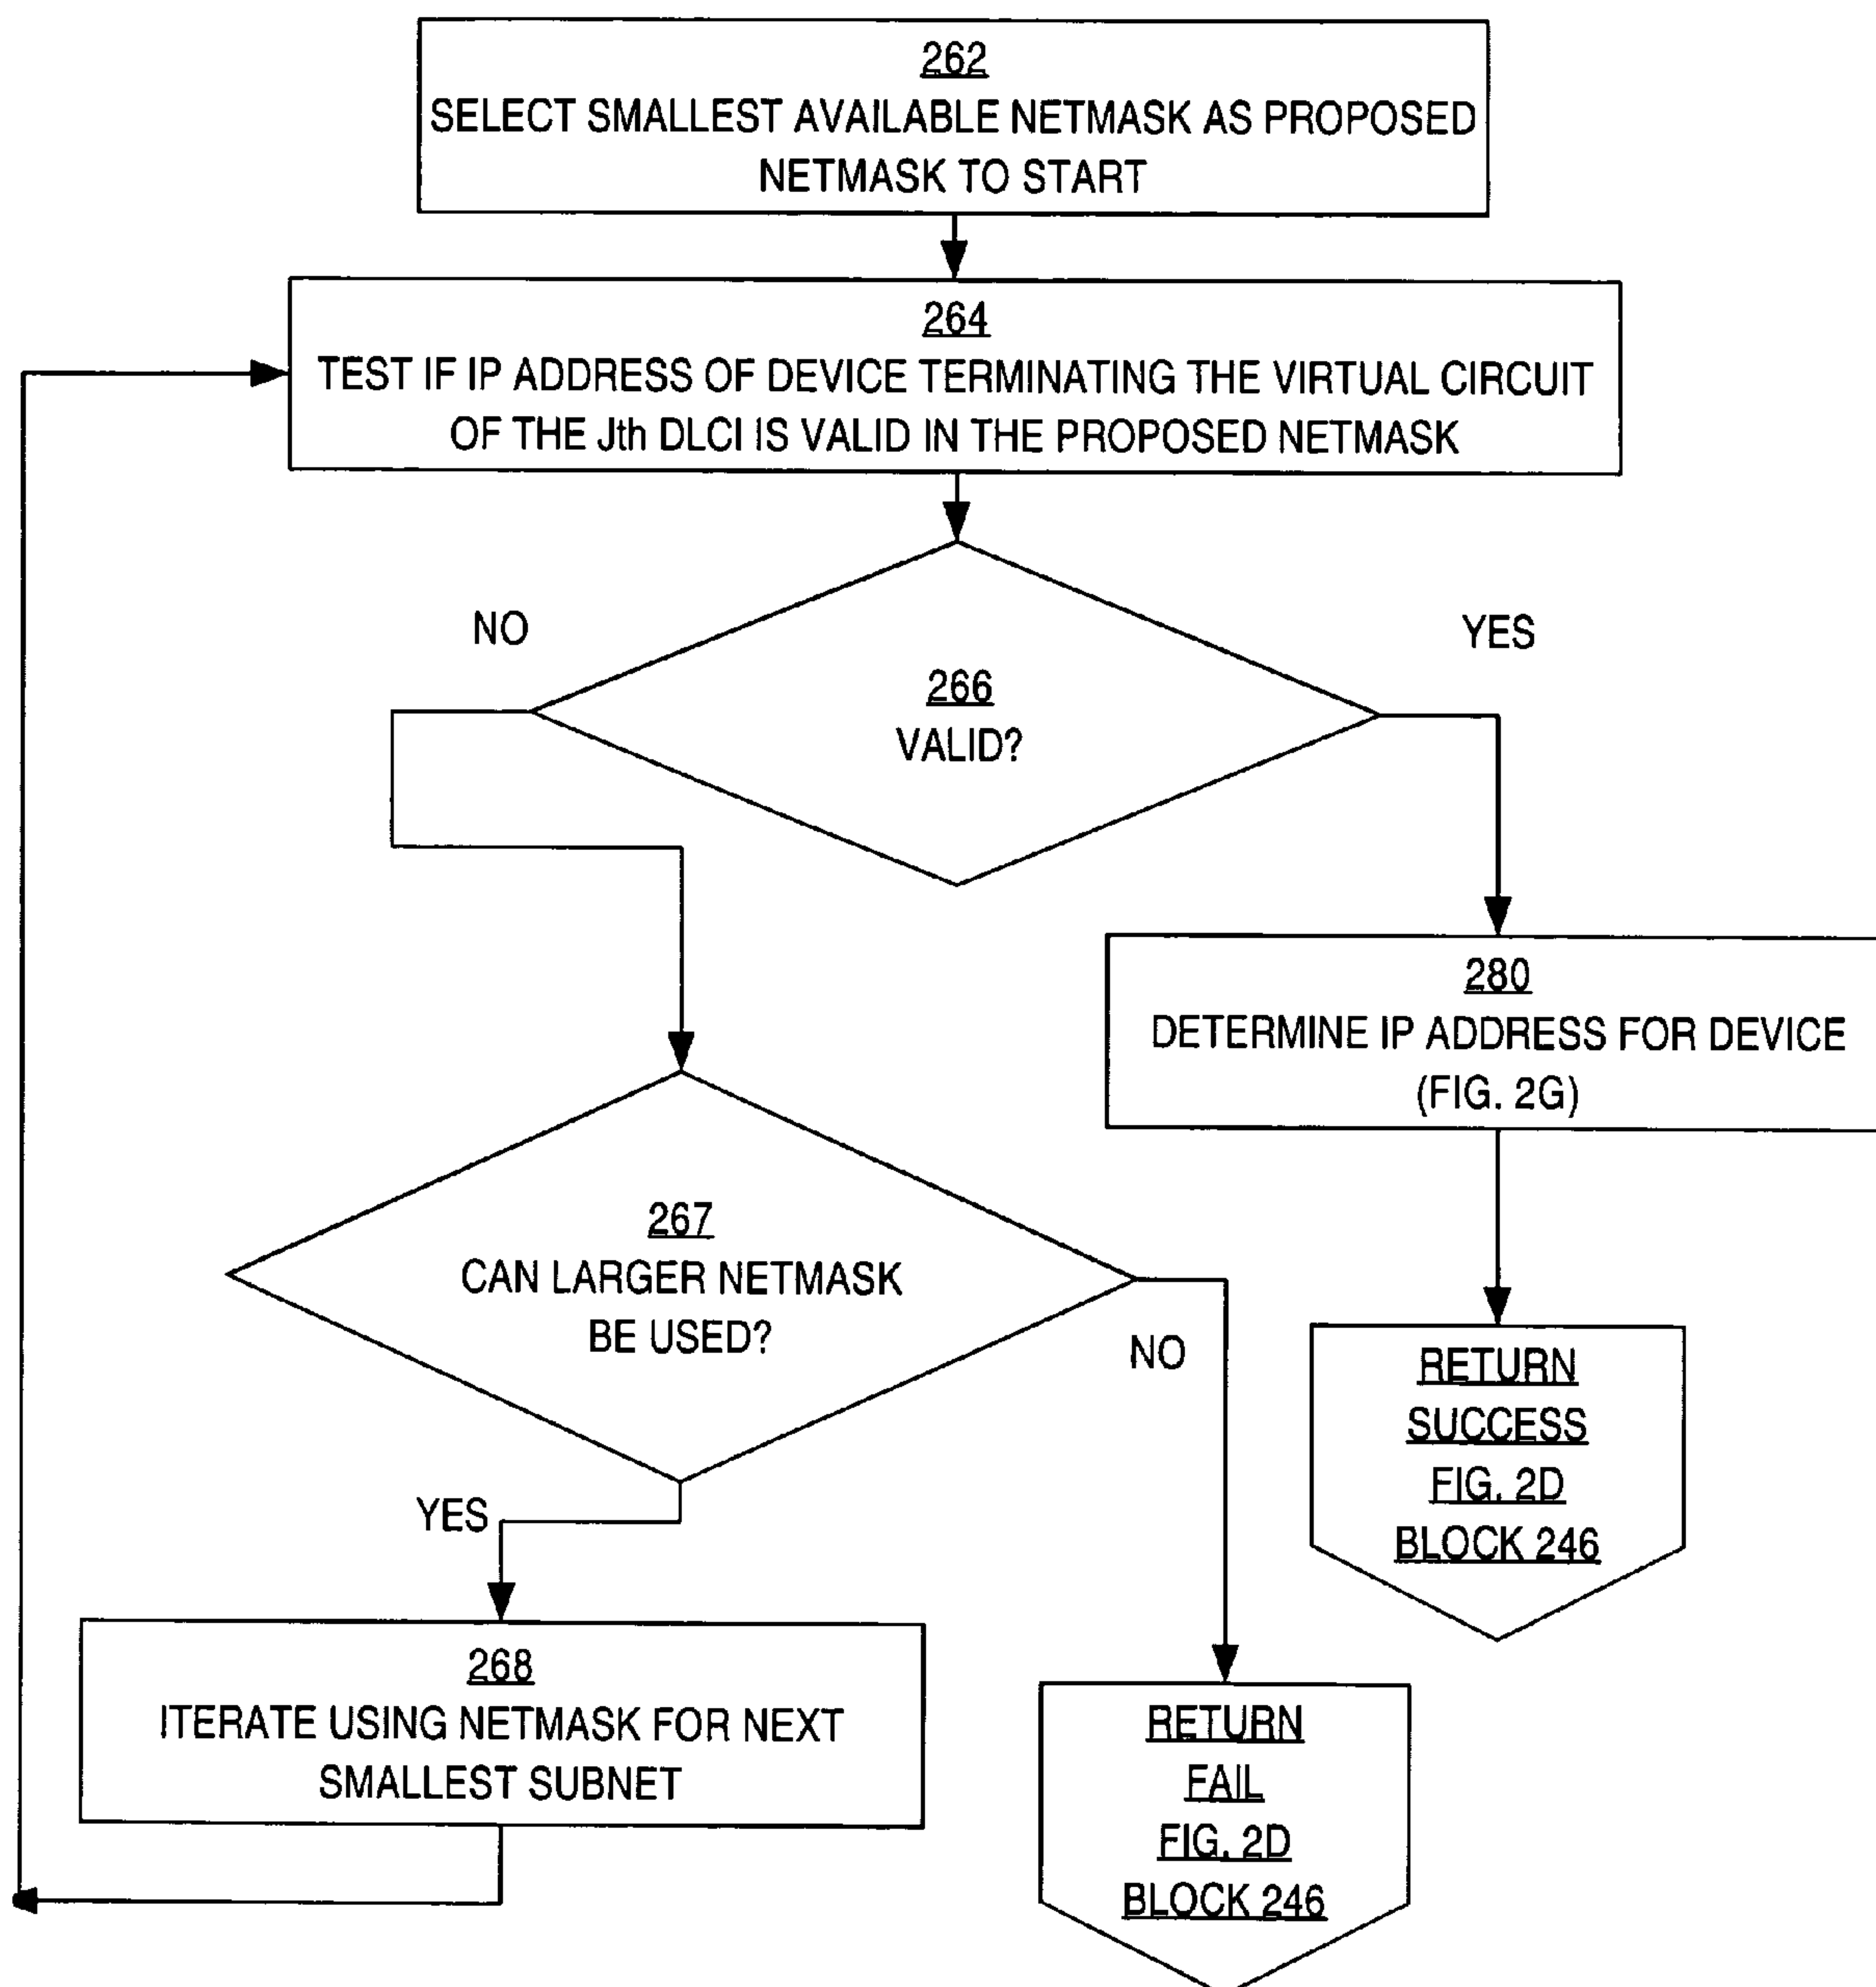 262
SELECT SMALLEST AVAILABLE NETMASK AS PROPOSED
NETMASK TO START
264
TEST IF IP ADDRESS OF DEVICE TERMINATING THE VIRTUAL CIRCUIT
OF THE Jth DLCI IS VALID IN THE PROPOSED NETMASK
NO
YES
266
VALID?
280
DETERMINE IP ADDRESS FOR DEVICE
(FIG. 2G)
267
CAN LARGER NETMASK
BE USED?
NO
YES
RETURN
SUCCESS
FIG. 2D
BLOCK 246
268
ITERATE USING NETMASK FOR NEXT
SMALLEST SUBNET
RETURN
FAIL
FIG. 2D
BLOCK 246